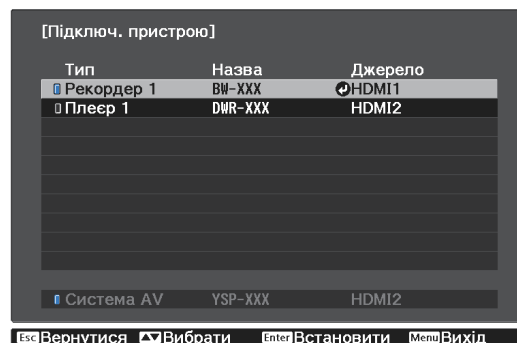 [Підключ. пристрою]
Тип Назва Джерело
Рекордер 1 BW-XXX HDMI1
Плеєр 1 DWR-XXX HDMI2
Система AV YSP-XXX HDMI2
Esc Вернутися Вибрати Enter Встановити Menu Вихід